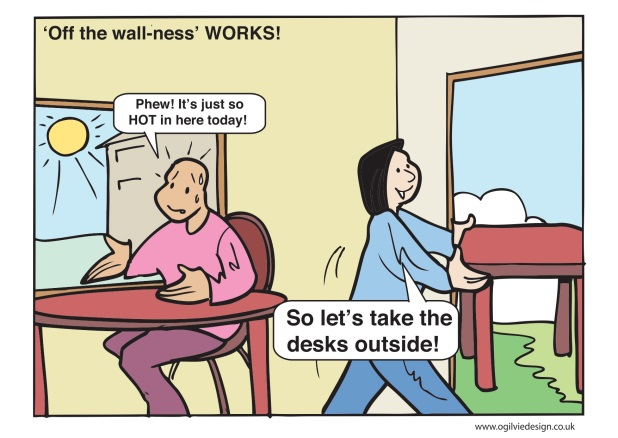 'Off the wall-ness' WORKS!
Phew! It's just so
HOT in here today!
So let's take the
desks outside!
www.ogilviedesign.co.uk